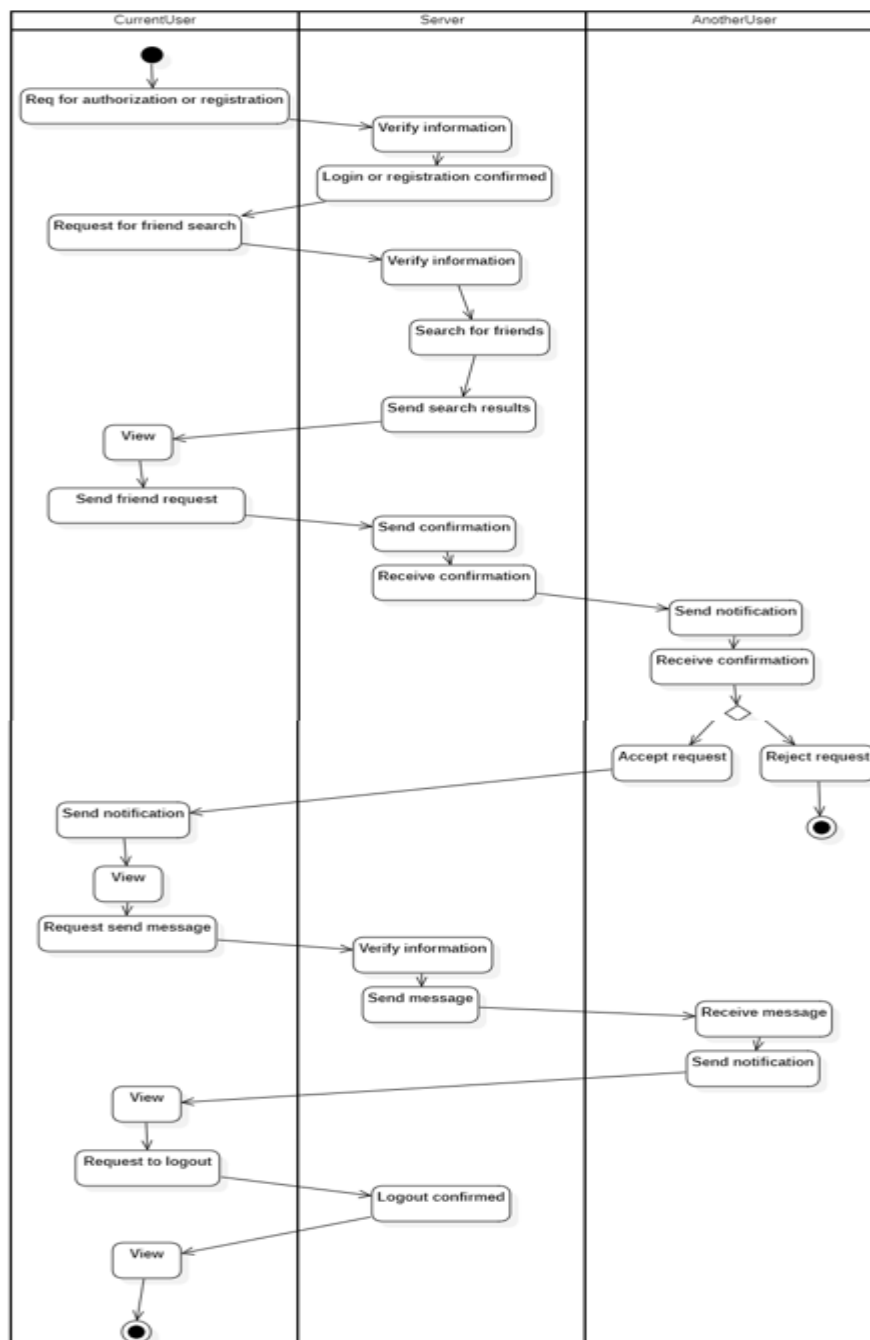 CurrentUser
Server
AnotherUser
Req for authorization or registration
Verify information
Login or registration confirmed
Request for friend search
Verify information
Search for friends
Send search results
View
Send friend request
Send confirmation
Receive confirmation
Send notification
Receive confirmation
Accept request
Reject request
Send notification
View
Request send message
Verify information
Send message
Receive message
Send notification
View
Request to logout
Logout confirmed
View